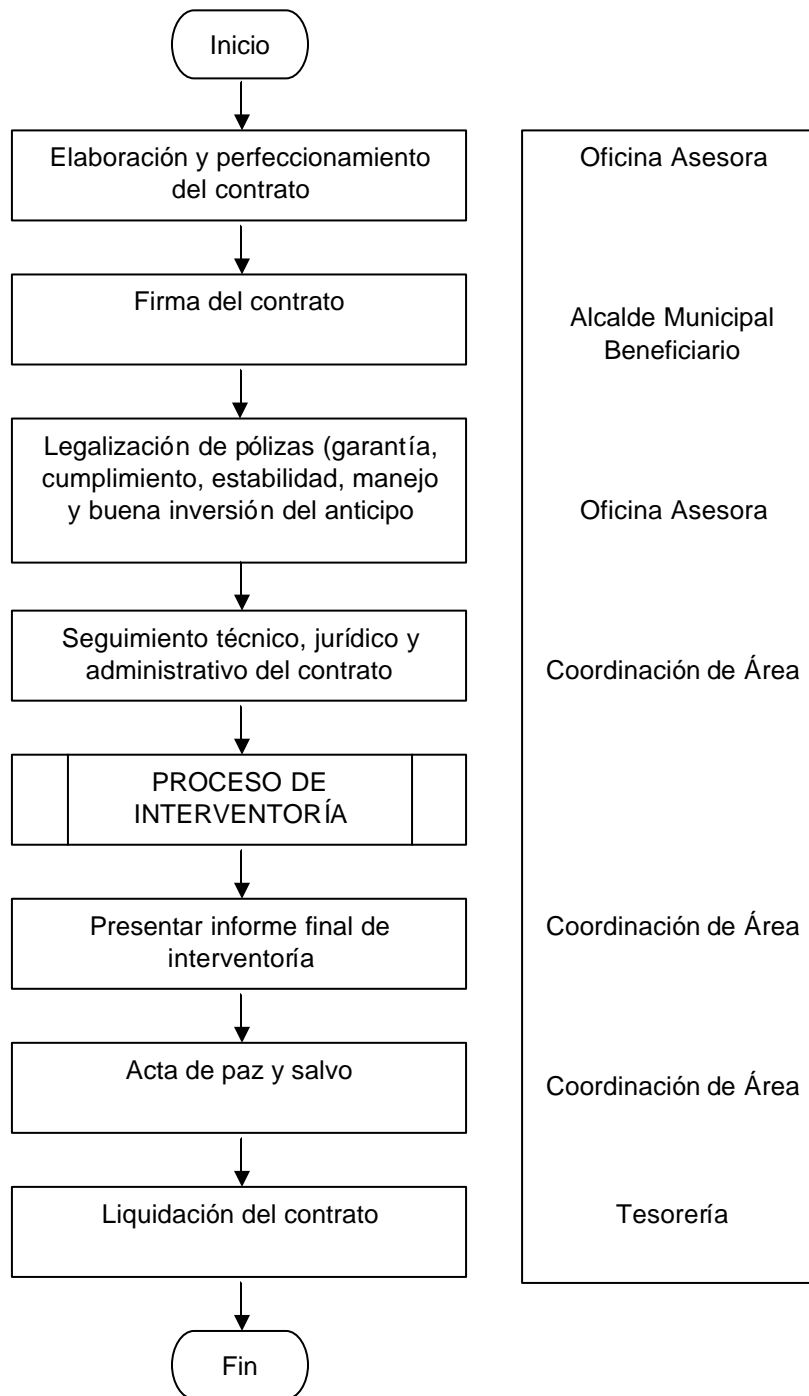 Inicio
Elaboración y perfeccionamiento
del contrato
Oficina Asesora
Firma del contrato
Alcalde Municipal
Beneficiario
Legalización de pólizas (garantía,
cumplimiento, estabilidad, manejo
y buena inversión del anticipo
Oficina Asesora
Seguimiento técnico, jurídico y
administrativo del contrato
Coordinación de Área
PROCESO DE
INTERVENTORÍA
Presentar informe final de
interventoría
Coordinación de Área
Acta de paz y salvo
Coordinación de Área
Liquidación del contrato
Tesorería
Fin